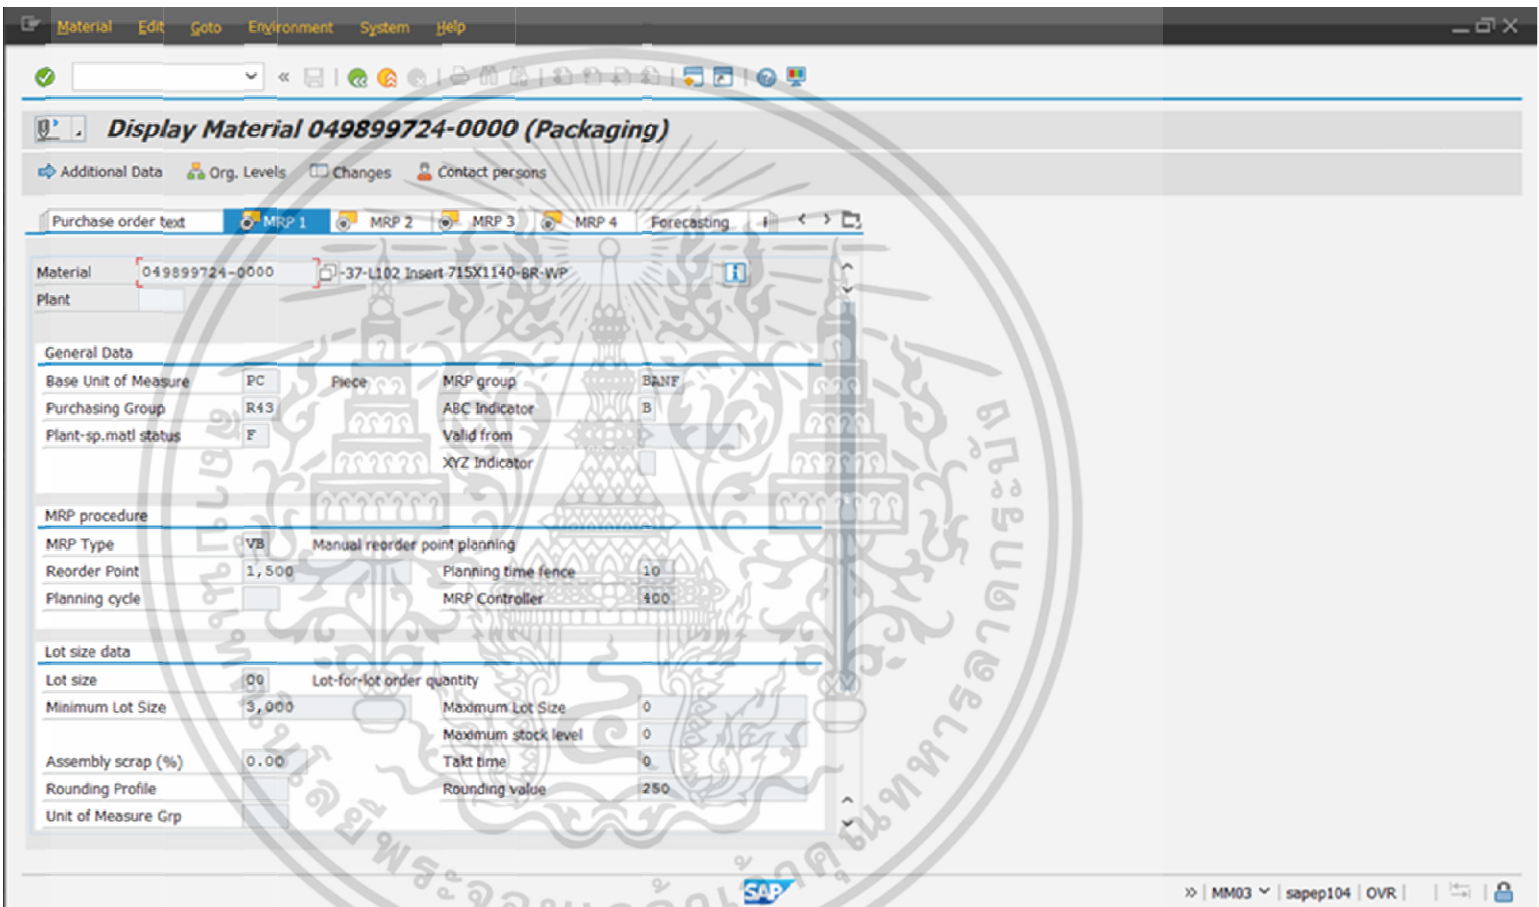 Material Edit Goto Environment System Help
Display Material 049899724-0000 (Packaging)
Additional Data Org. Levels Changes Contact persons
Purchase order text MRP 1 MRP 2 MRP 3 MRP 4 Forecasting
Material 049899724-0000 -37-L102 Insert 715X1140-BR-WP
Plant
General Data
Base Unit of Measure PC Piece MRP group BANF
Purchasing Group R43 ABC Indicator B
Plant-sp.matl status F Valid from
XYZ Indicator
MRP procedure
MRP Type VB Manual reorder point planning
Reorder Point 1,500 Planning time fence 10
Planning cycle MRP Controller 400
Lot size data
Lot size Lot-for-lot order quantity
Minimum Lot Size 3,000 Maximum Lot Size 0
Maximum stock level 0
Assembly scrap (%) 0.00 Takt time 0
Rounding Profile Rounding value 250
Unit of Measure Grp
SAP
MM03 sapep104 OVR